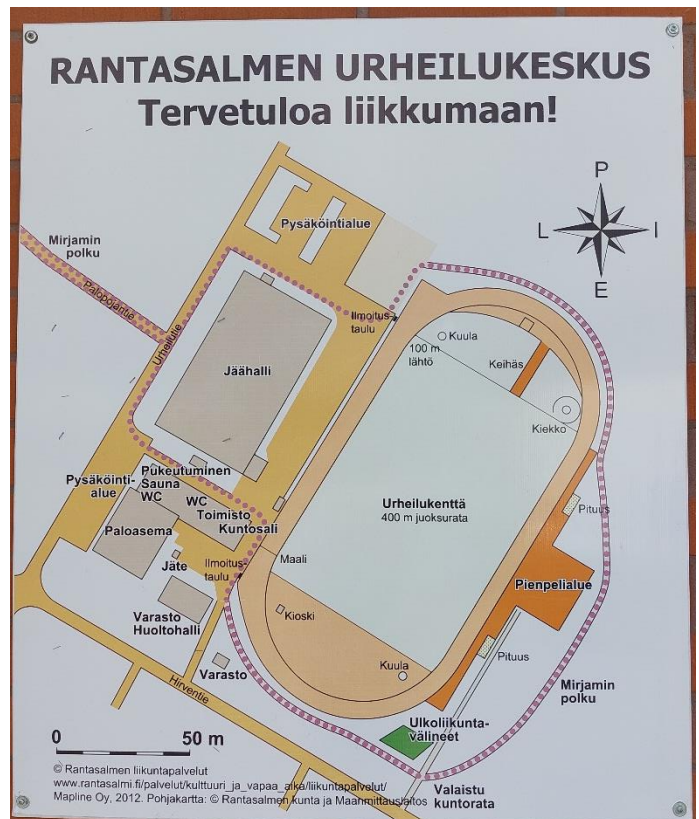 RANTASALMEN URHEILUKESKUS
Tervetuloa liikkumaan!
P
L
I
E
Pysäköintialue
Mirjamin
polku
Palopojantie
Urheilutie
Ilmoitus-
taulu
Kuula
100 m
lähtö
Keihäs
Jäähalli
Kiekko
Pukeutuminen
Sauna
WC
Pysäköinti-
alue
WC
Toimisto
Kuntosali
Urheilukenttä
400 m juoksurata
Pituus
Paloasema
Jäte
Ilmoitus-
taulu
Maali
Pienpelialue
Varasto
Huoltohalli
Kioski
Varasto
Kuula
Pituus
Hirventie
Mirjamin
polku
Ulkoliikunta-
välineet
0 50 m
Valaistu
kuntorata
© Rantasalmen liikuntapalvelut
www.rantasalmi.fi/palvelut/kulttuuri_ja_vapaa_aika/liikuntapalvelut/
Mapline Oy, 2012. Pohjakartta: © Rantasalmen kunta ja Maanmittauslaitos